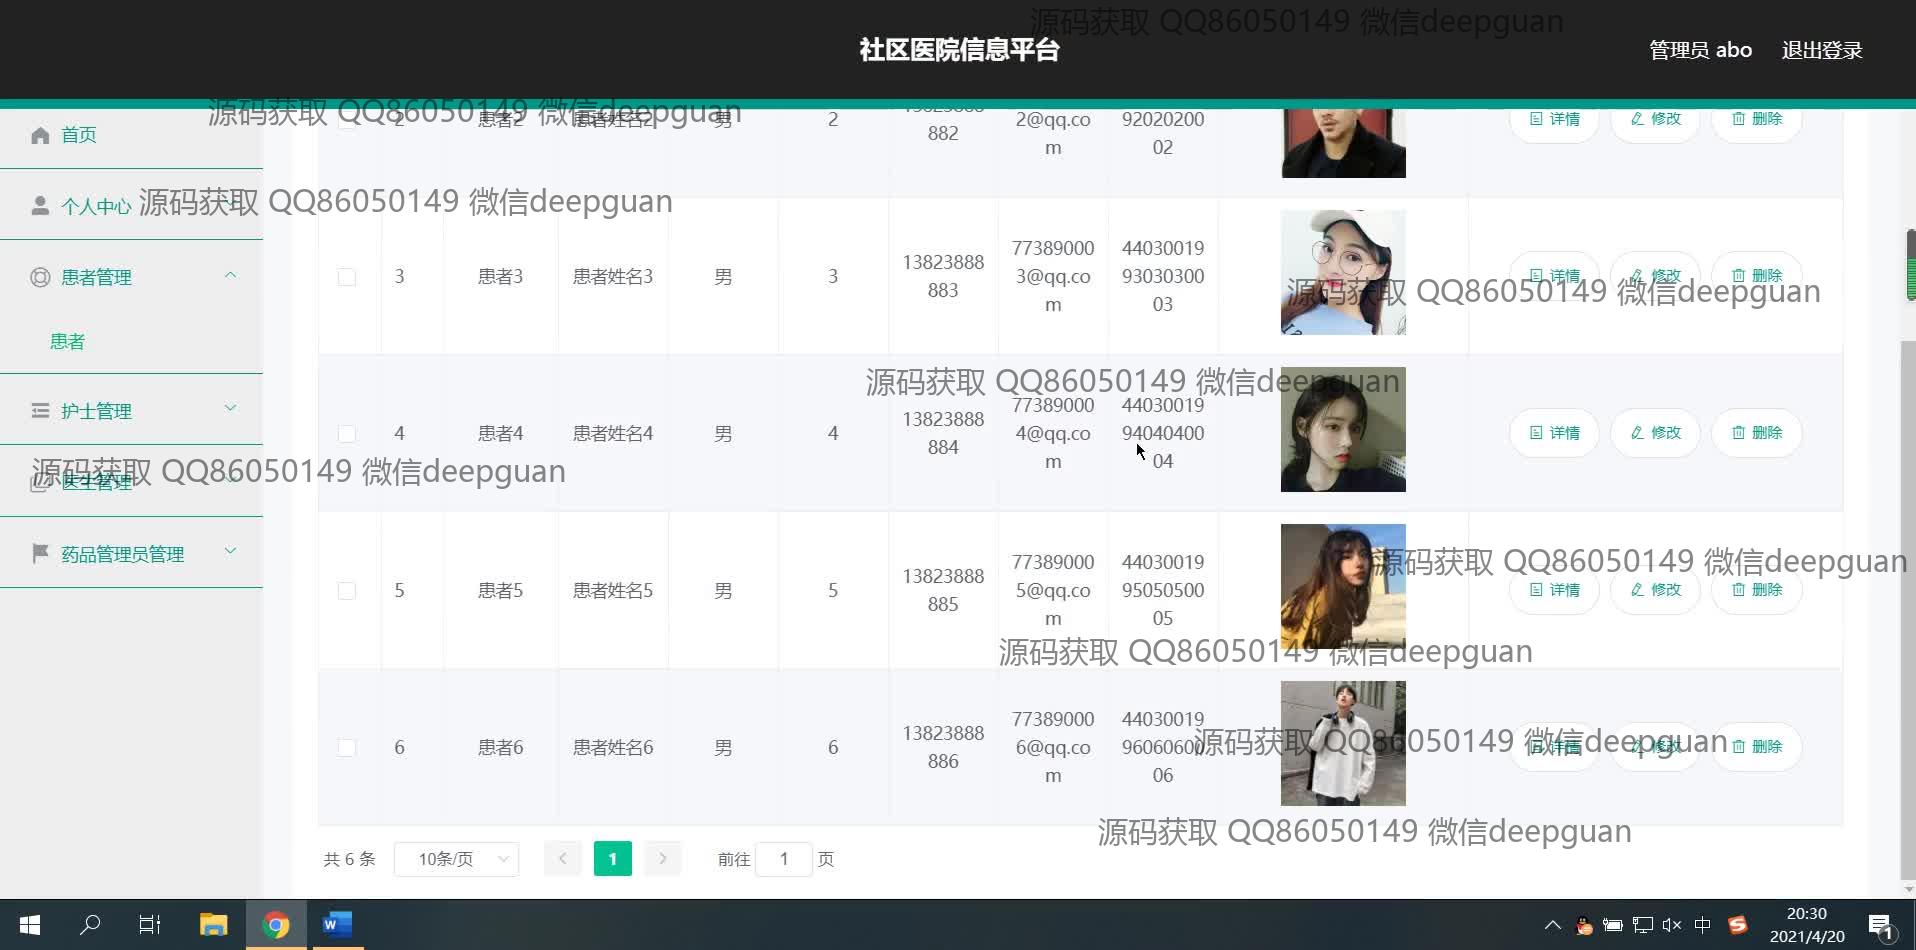 源码获取 QQ86050149 微信deepguan
社区医院信息平台
管理员 abo
退出登录
源码获取 QQ86050149 微信deepguan
首页
2
患者2
患者姓名2
男
2
882
2@qq.co
m
92020200
02
详情
修改
删除
个人中心
源码获取 QQ86050149 微信deepguan
患者管理
3
患者3
患者姓名3
男
3
13823888
883
77389000
3@qq.co
m
44030019
93030300
03
详情
修改
删除
源码获取 QQ86050149 微信deepguan
患者
源码获取 QQ86050149 微信deepguan
护士管理
4
患者4
患者姓名4
男
4
13823888
884
77389000
4@qq.co
m
44030019
94040400
04
详情
修改
删除
源码获取 QQ86050149 微信deepguan
医生管理
药品管理员管理
5
患者5
患者姓名5
男
5
13823888
885
77389000
5@qq.co
m
44030019
95050500
05
源码获取 QQ86050149 微信deepguan
详情
修改
删除
源码获取 QQ86050149 微信deepguan
6
患者6
患者姓名6
男
6
13823888
886
77389000
6@qq.co
m
44030019
96060600
06
源码获取 QQ86050149 微信deepguan
详情
修改
删除
源码获取 QQ86050149 微信deepguan
共 6 条
10条/页
1
前往
1
页
中
20:30
2021/4/20
1